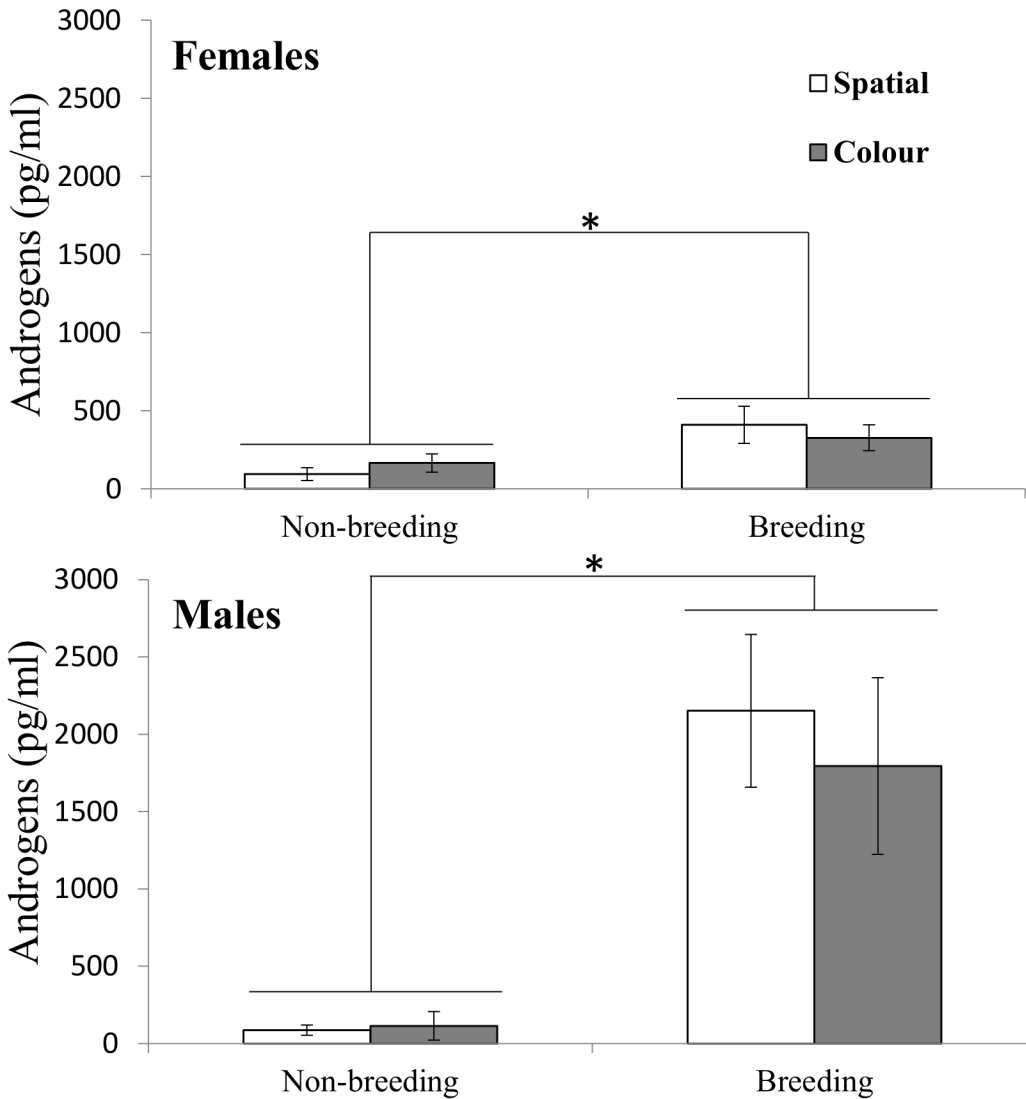 Females
Androgens (pg/ml)
3000
2500
2000
1500
1000
500
0
Spatial
Colour
*
Non-breeding
Breeding
Males
Androgens (pg/ml)
3000
2500
2000
1500
1000
500
0
*
Non-breeding
Breeding